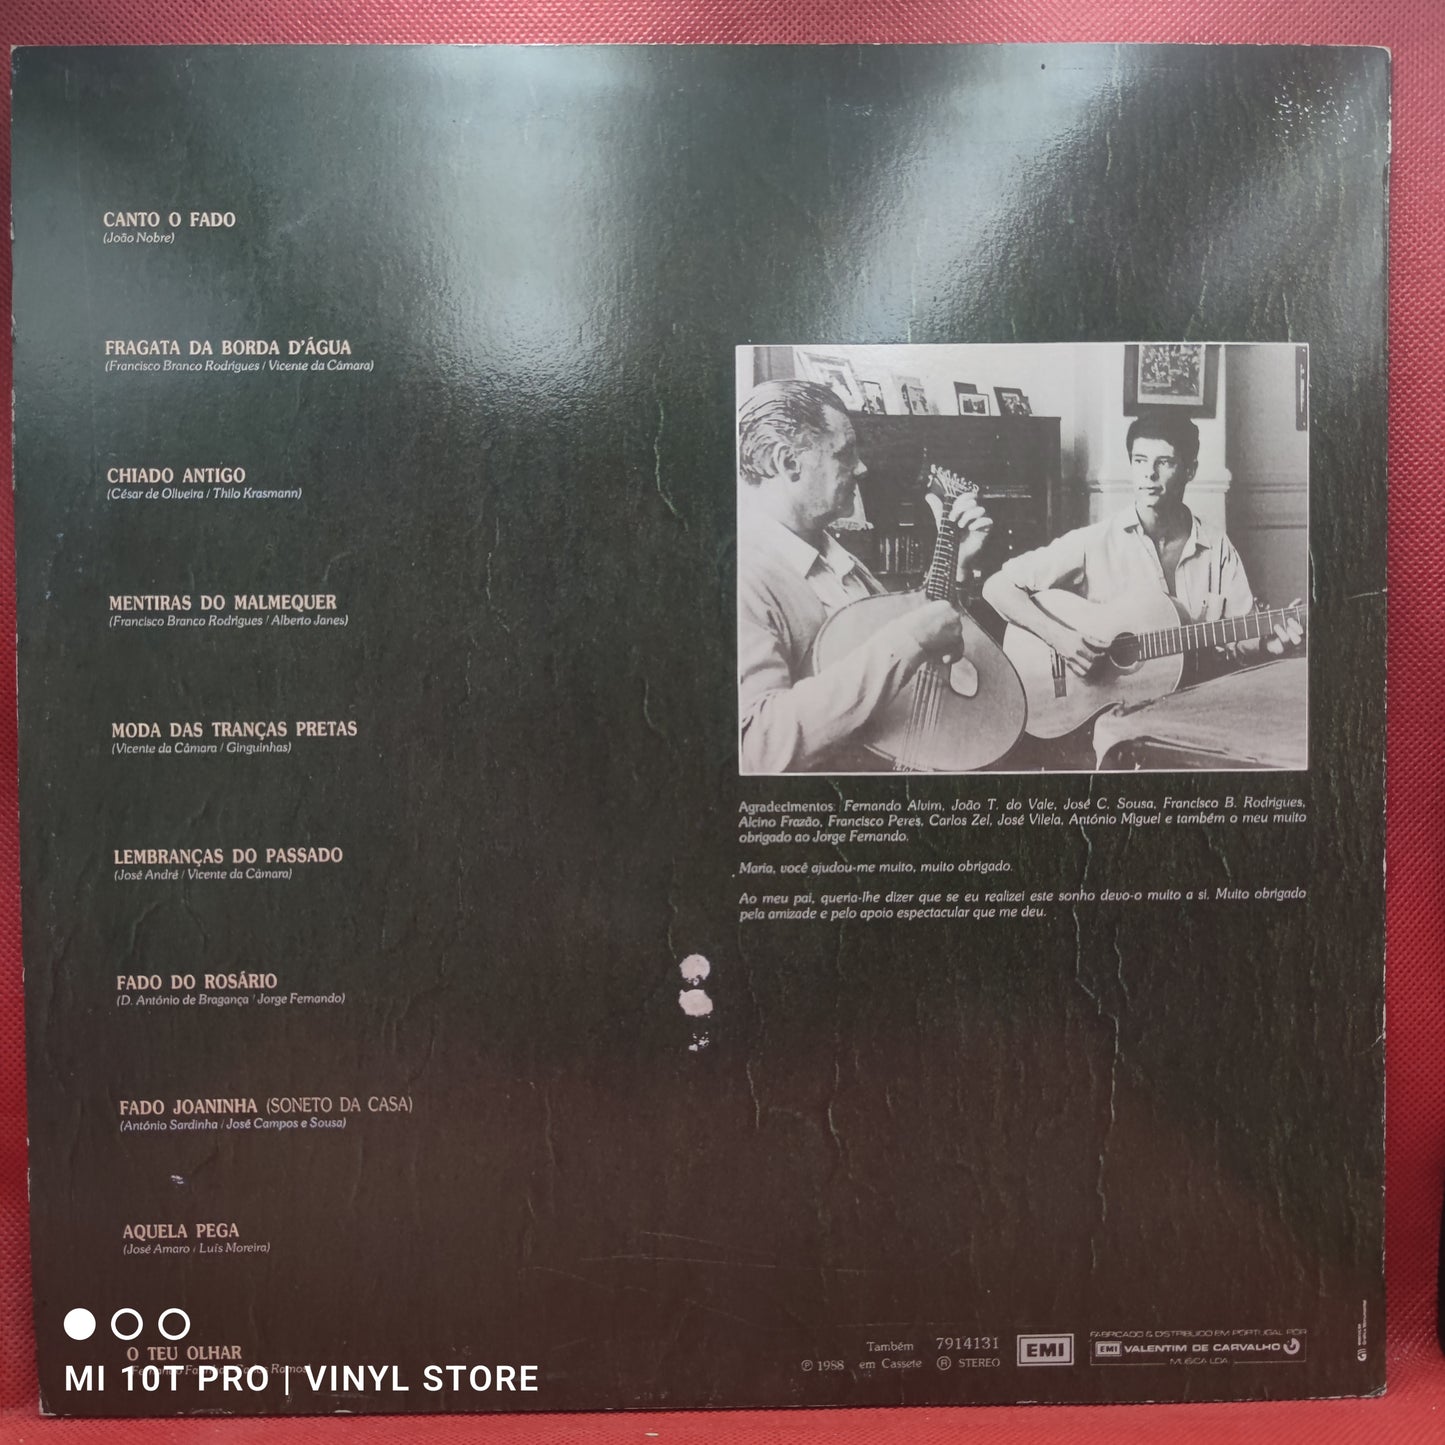 CANTO O FADO
(João Nobre)
FRAGATA DA BORDA D'ÁGUA
(Francisco Branco Rodrigues / Vicente da Câmara)
CHIADO ANTIGO
(César de Oliveira / Thilo Krasmann)
MENTIRAS DO MALMEQUER
(Francisco Branco Rodrigues / Alberto Janes)
MODA DAS TRANÇAS PRETAS
(Vicente da Câmara / Ginguinhas)
LEMBRANÇAS DO PASSADO
(José André / Vicente da Câmara)
FADO DO ROSÁRIO
(D. António de Bragança / Jorge Fernando)
FADO JOANINHA (SONETO DA CASA)
(António Sardinha / José Campos e Sousa)
AQUELA PEGA
(José Amaro / Luís Moreira)
O TEU OLHAR
Ramos
MI 10T PRO | VINYL STORE
Agradecimentos: Fernando Alvim, João T. do Vale, José C. Sousa, Francisco B. Rodrigues,
Alcino Frazão, Francisco Peres, Carlos Zel, José Vilela, António Miguel e também o meu muito
obrigado ao Jorge Fernando.
Maria, você ajudou-me muito, muito obrigado.
Ao meu pai, queria-lhe dizer que se eu realizei este sonho devo-o muito a si. Muito obrigado
pela amizade e pelo apoio espectacular que me deu.
Também 7914131
℗ 1988 em Cassete Ⓡ STEREO
EMI
FABRICADO & DISTRIBUIDO EM PORTUGAL POR
EMI VALENTIM DE CARVALHO
MÚSICA LDA.